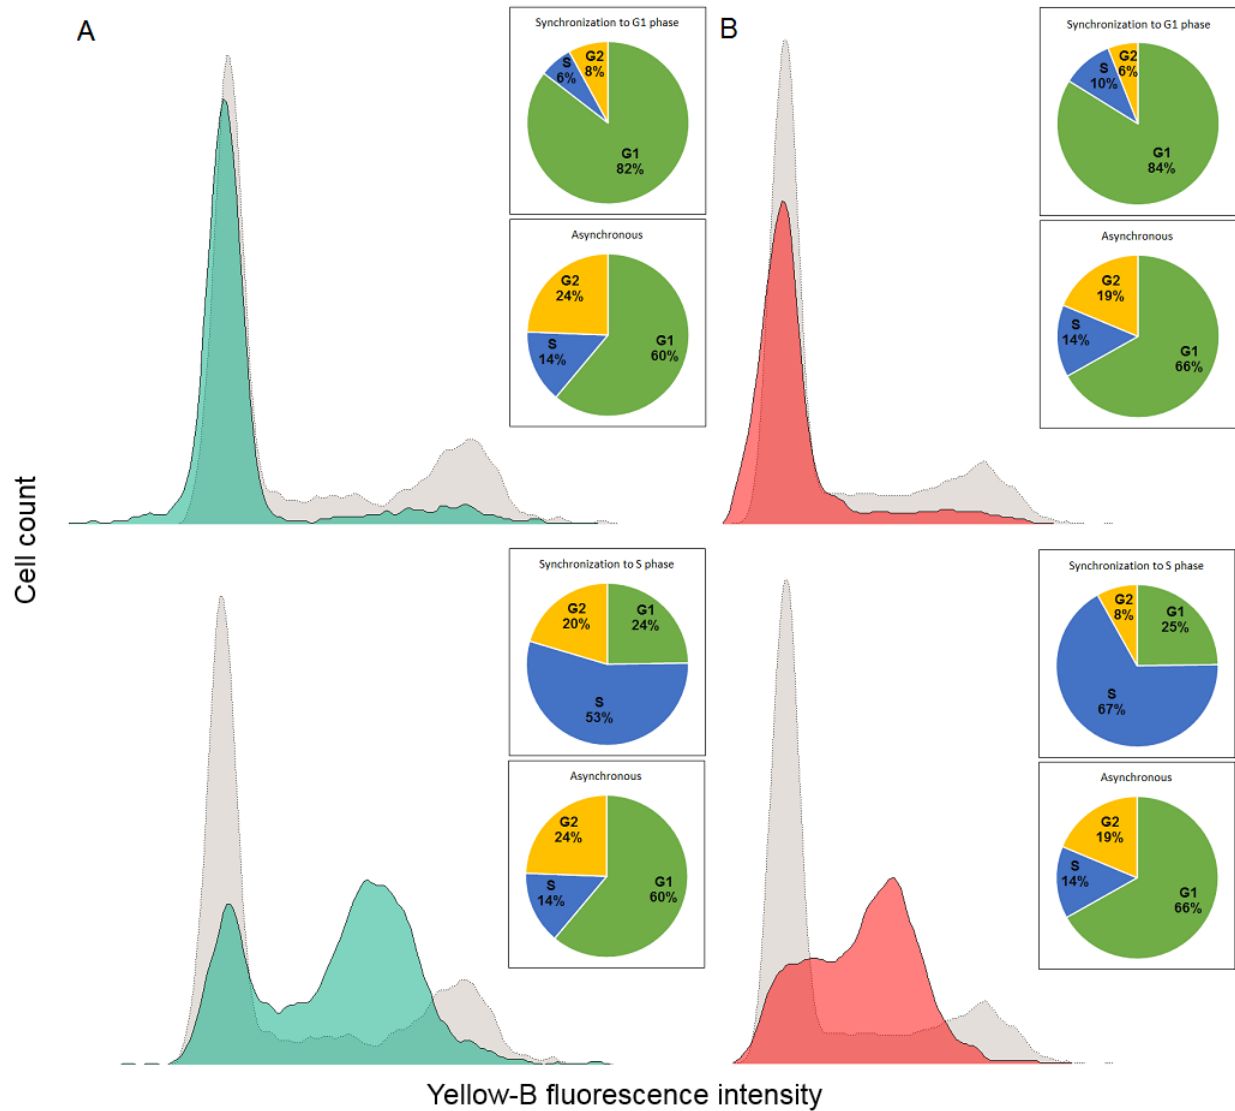 A
Synchronization to G1 phase
S
6%
G2
8%
G1
82%
Asynchronous
G2
24%
S
14%
G1
60%
B
Synchronization to G1 phase
S
10%
G2
6%
G1
84%
Asynchronous
G2
19%
S
14%
G1
66%
Cell count
Synchronization to S phase
G2
20%
G1
24%
S
53%
Asynchronous
G2
24%
S
14%
G1
60%
Synchronization to S phase
G2
8%
G1
25%
S
67%
Asynchronous
G2
19%
S
14%
G1
66%
Yellow-B fluorescence intensity